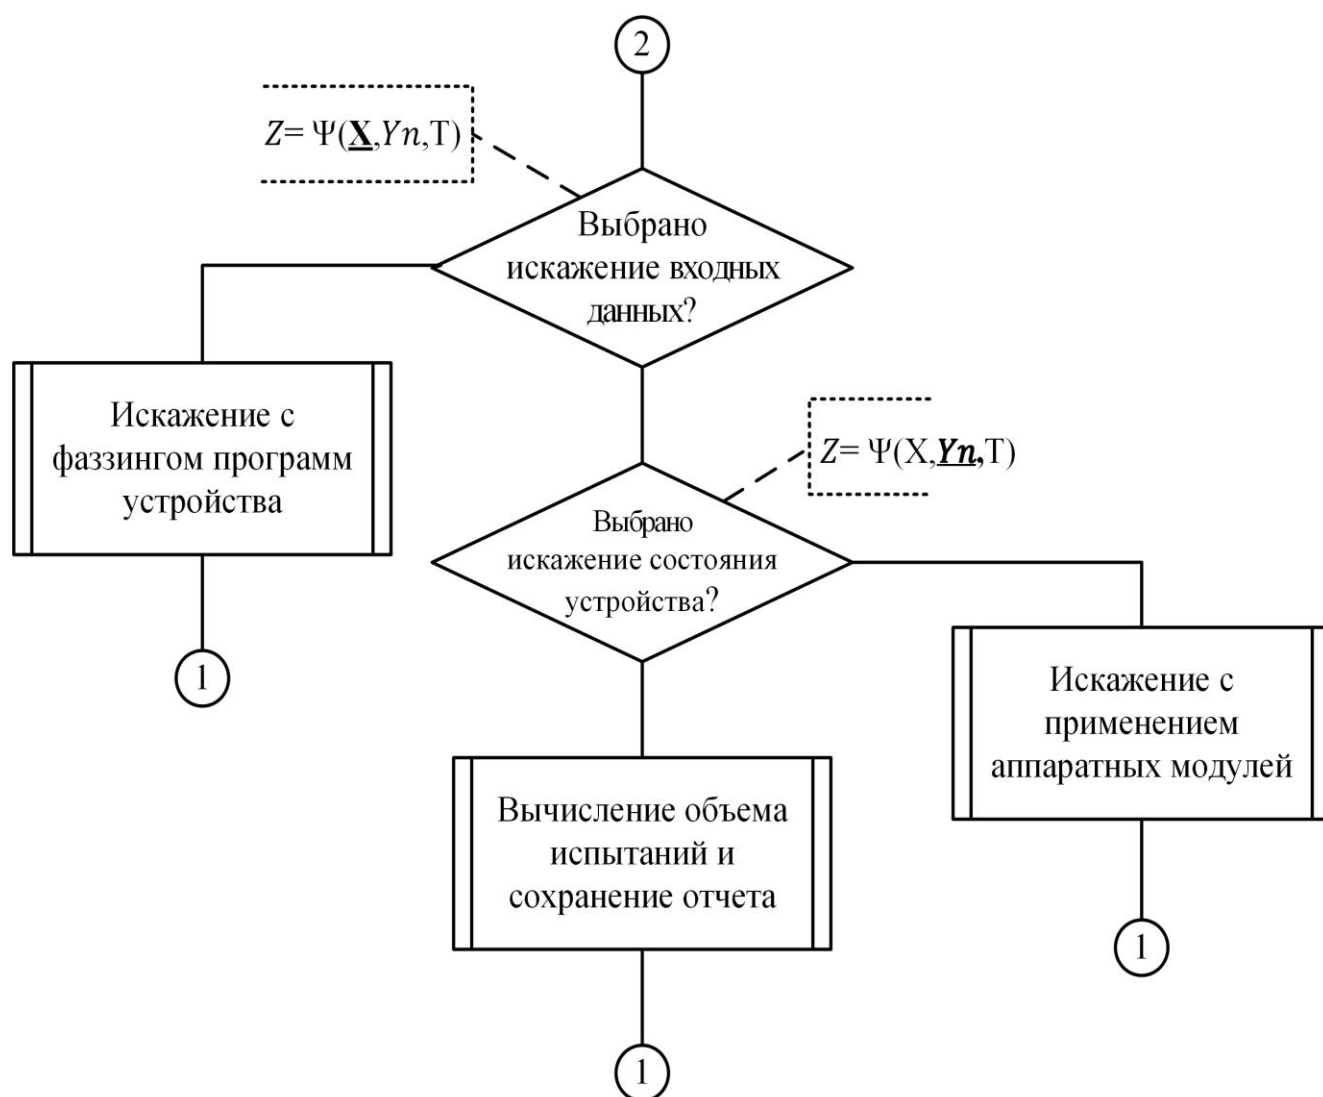 2
Z= Ψ(X,Yn,T)
Выбрано
искажение входных
данных?
Искажение с
фаззингом программ
устройства
1
Z= Ψ(X,Yn,T)
Выбрано
искажение состояния
устройства?
Искажение с
применением
аппаратных модулей
1
Вычисление объема
испытаний и
сохранение отчета
1